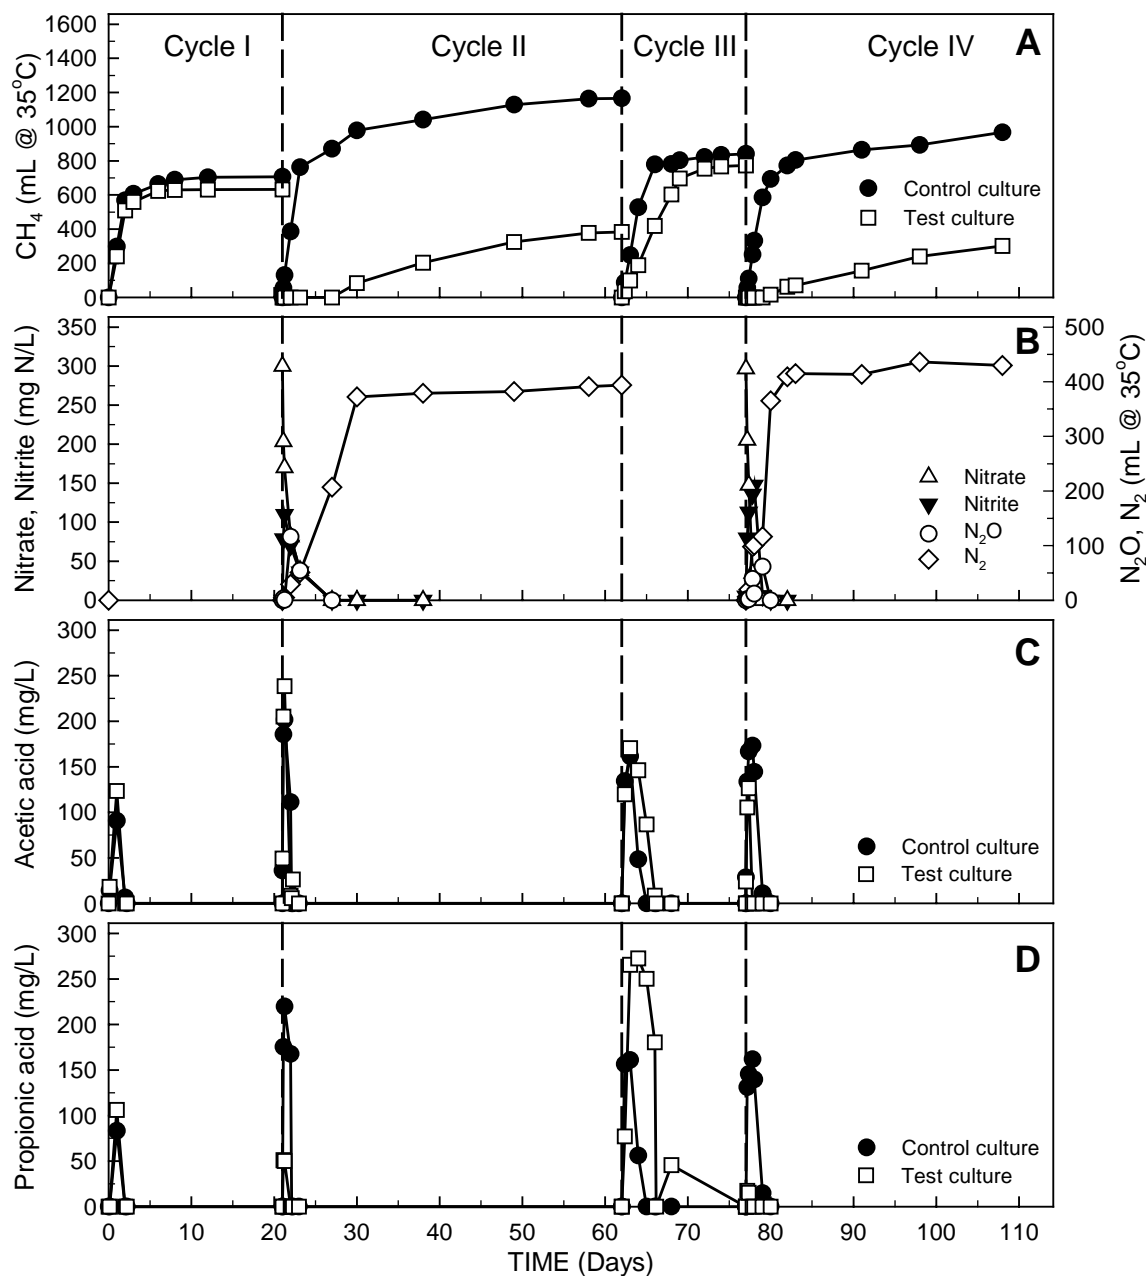 Cycle I Cycle II Cycle III Cycle IV A
CH4 (mL @ 35oC)
1600
1400
1200
1000
800
600
400
200
0
Control culture
Test culture
B
Nitrate, Nitrite (mg N/L)
350
300
250
200
150
100
50
0
N2O, N2 (mL @ 35oC)
500
400
300
200
100
0
Nitrate
Nitrite
N2O
N2
C
Acetic acid (mg/L)
300
250
200
150
100
50
0
Control culture
Test culture
D
Propionic acid (mg/L)
300
250
200
150
100
50
0
Control culture
Test culture
0 10 20 30 40 50 60 70 80 90 100 110
TIME (Days)